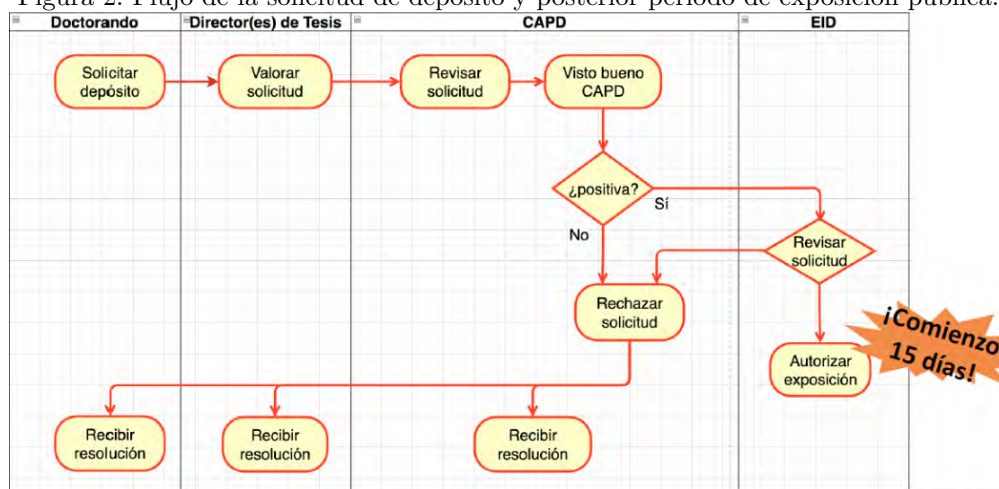 Figura 2: Flujo de la solicitud de depósito y posterior periodo de exposición pública.
Doctorando
Director(es) de Tesis
CAPD
EID
Solicitar
depósito
Valorar
solicitud
Revisar
solicitud
Visto bueno
CAPD
¿positiva?
Sí
No
Revisar
solicitud
Rechazar
solicitud
¡Comienzo
15 días!
Autorizar
exposición
Recibir
resolución
Recibir
resolución
Recibir
resolución